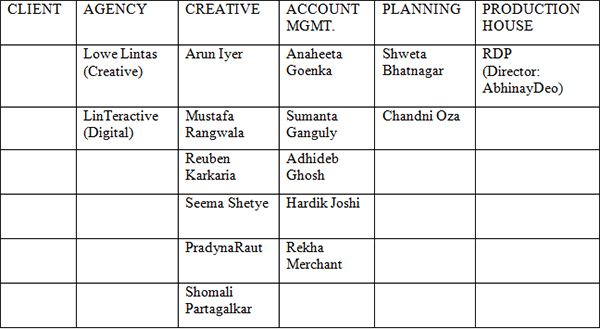 CLIENT AGENCY CREATIVE ACCOUNT MGMT. PLANNING PRODUCTION HOUSE
Lowe Lintas (Creative) Arun Iyer Anaheeta Goenka Shweta Bhatnagar RDP (Director: AbhinayDeo)
LinTeractive (Digital) Mustafa Rangwala Sumanta Ganguly Chandni Oza
Reuben Karkaria Adhideb Ghosh
Seema Shetye Hardik Joshi
PradynaRaut Rekha Merchant
Shomali Partagalkar